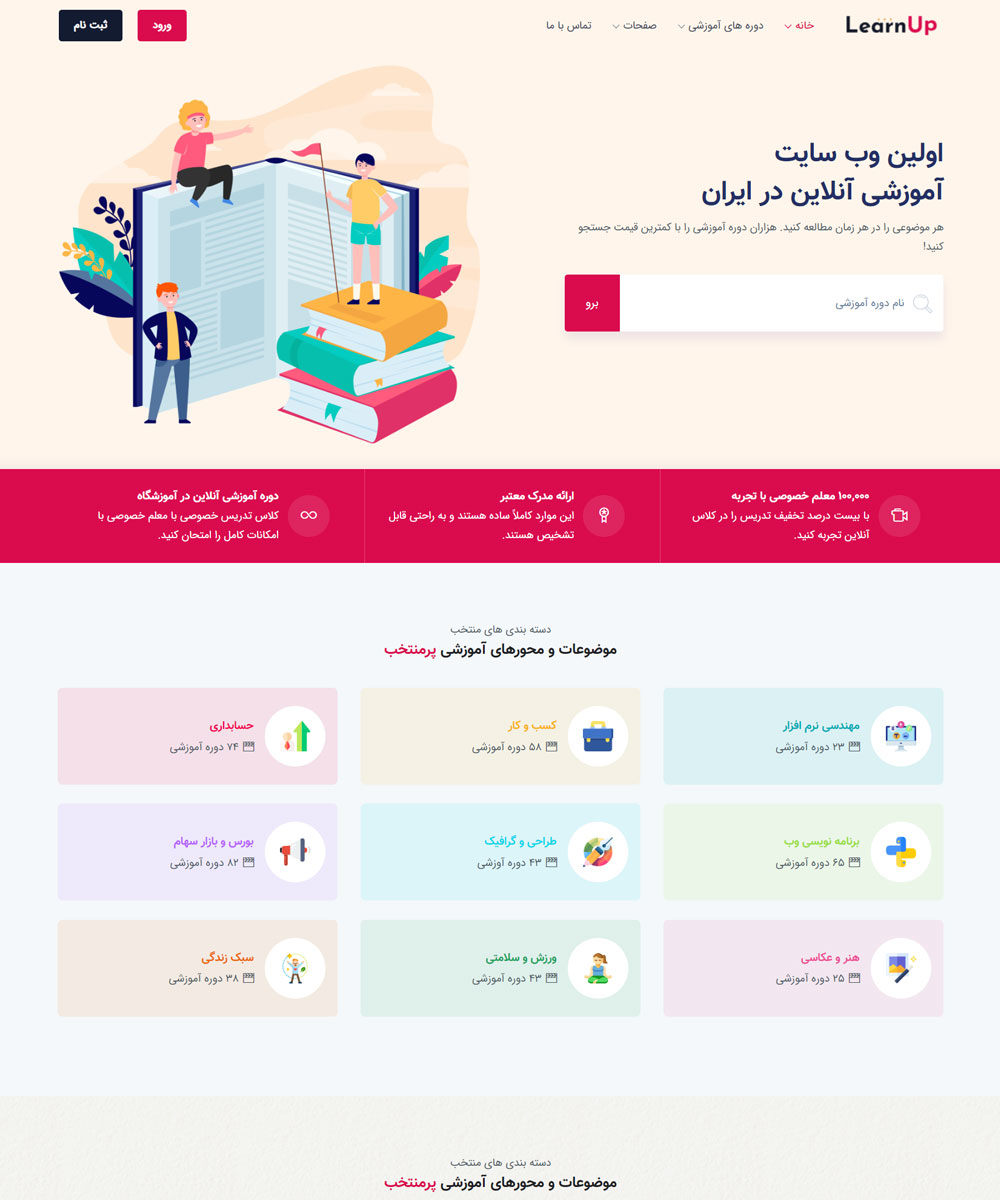 LearnUp
خانه
دوره های آموزشی
صفحات
تماس با ما
ورود
ثبت نام
اولین وب سایت
آموزشی آنلاین در ایران
هر موضوعی را در هر زمان مطالعه کنید. هزاران دوره آموزشی را با کمترین قیمت جستجو
کنید!
نام دوره آموزشی
برو
۱۰۰,۰۰۰ معلم خصوصی با تجربه
با بیست درصد تخفیف تدریس را در کلاس
آنلاین تجربه کنید.
ارائه مدرک معتبر
این موارد کاملاً ساده هستند و به راحتی قابل
تشخیص هستند.
دوره آموزشی آنلاین در آموزشگاه
کلاس تدریس خصوصی با معلم خصوصی با
امکانات کامل را امتحان کنید.
دسته بندی های منتخب
موضوعات و محورهای آموزشی پرمنتخب
مهندسی نرم افزار
۲۳ دوره آموزشی
کسب و کار
۵۸ دوره آموزشی
حسابداری
۷۴ دوره آموزشی
برنامه نویسی وب
۶۵ دوره آموزشی
طراحی و گرافیک
۴۳ دوره آوزشی
بورس و بازار سهام
۸۲ دوره آموزشی
هنر و عکاسی
۲۵ دوره آموزشی
ورزش و سلامتی
۴۳ دوره آموزشی
سبک زندگی
۳۸ دوره آموزشی
دسته بندی های منتخب
موضوعات و محورهای آموزشی پرمنتخب